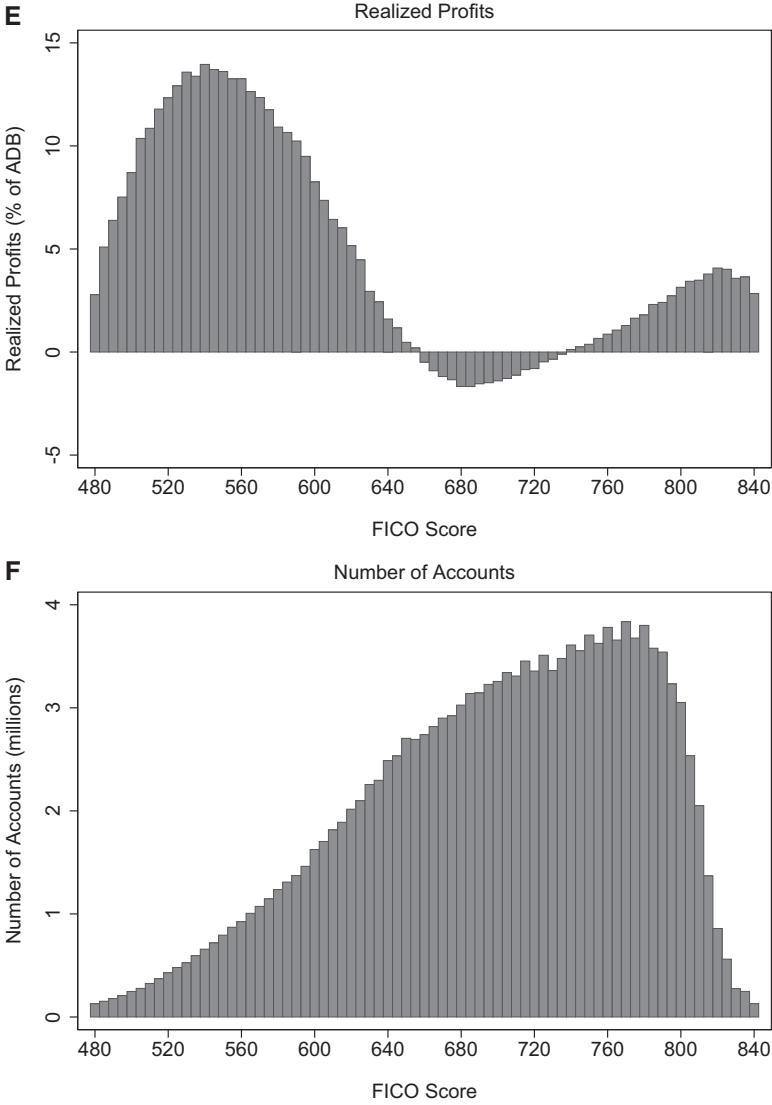 E
Realized Profits
Realized Profits (% of ADB)
15
10
5
0
-5
480 520 560 600 640 680 720 760 800 840
FICO Score
F
Number of Accounts
Number of Accounts (millions)
4
3
2
1
0
480 520 560 600 640 680 720 760 800 840
FICO Score